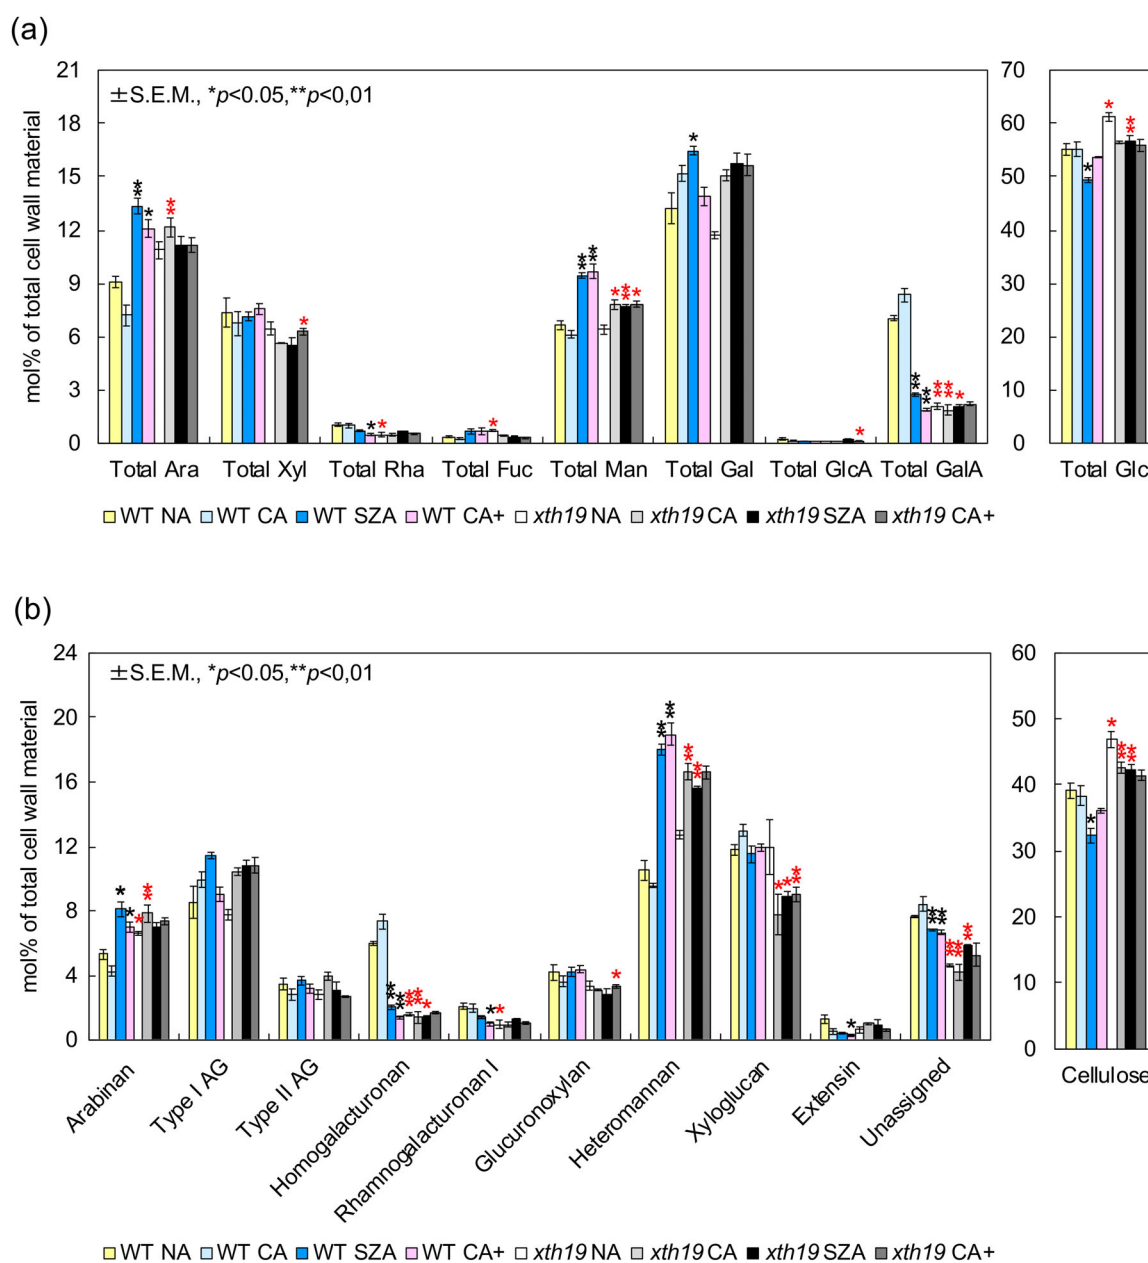 (a)
mol% of total cell wall material
21
18
15
12
9
6
3
0
±S.E.M., *p<0.05,**p<0,01
70
60
50
40
30
20
10
0
Total Ara Total Xyl Total Rha Total Fuc Total Man Total Gal Total GlcA Total GalA Total Glc
WT NA WT CA WT SZA WT CA+ xth19 NA xth19 CA xth19 SZA xth19 CA+
(b)
mol% of total cell wall material
24
20
16
12
8
4
0
±S.E.M., *p<0.05,**p<0,01
60
50
40
30
20
10
0
Arabinan
Type I AG
Type II AG
Homogalacturonan
Rhamnogalacturonan I
Glucuronoxylan
Heteromannan
Xyloglucan
Extensin
Unassigned
Cellulose
WT NA WT CA WT SZA WT CA+ xth19 NA xth19 CA xth19 SZA xth19 CA+